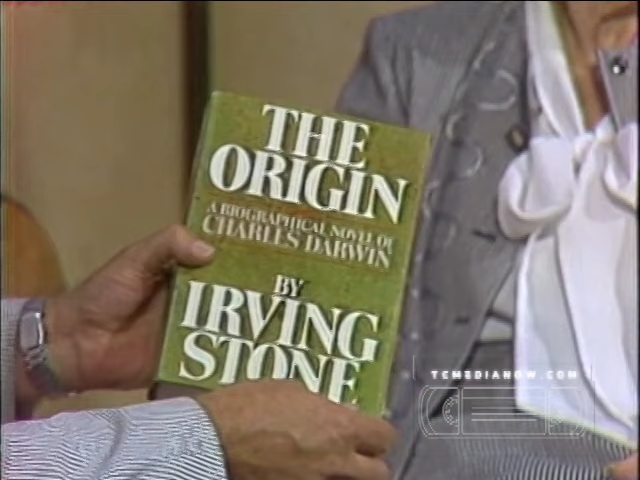 THE
ORIGIN
A BIOGRAPHICAL NOVEL OF
CHARLES DARWIN
BY
IRVING
STONE
TCMEDIANOW.COM